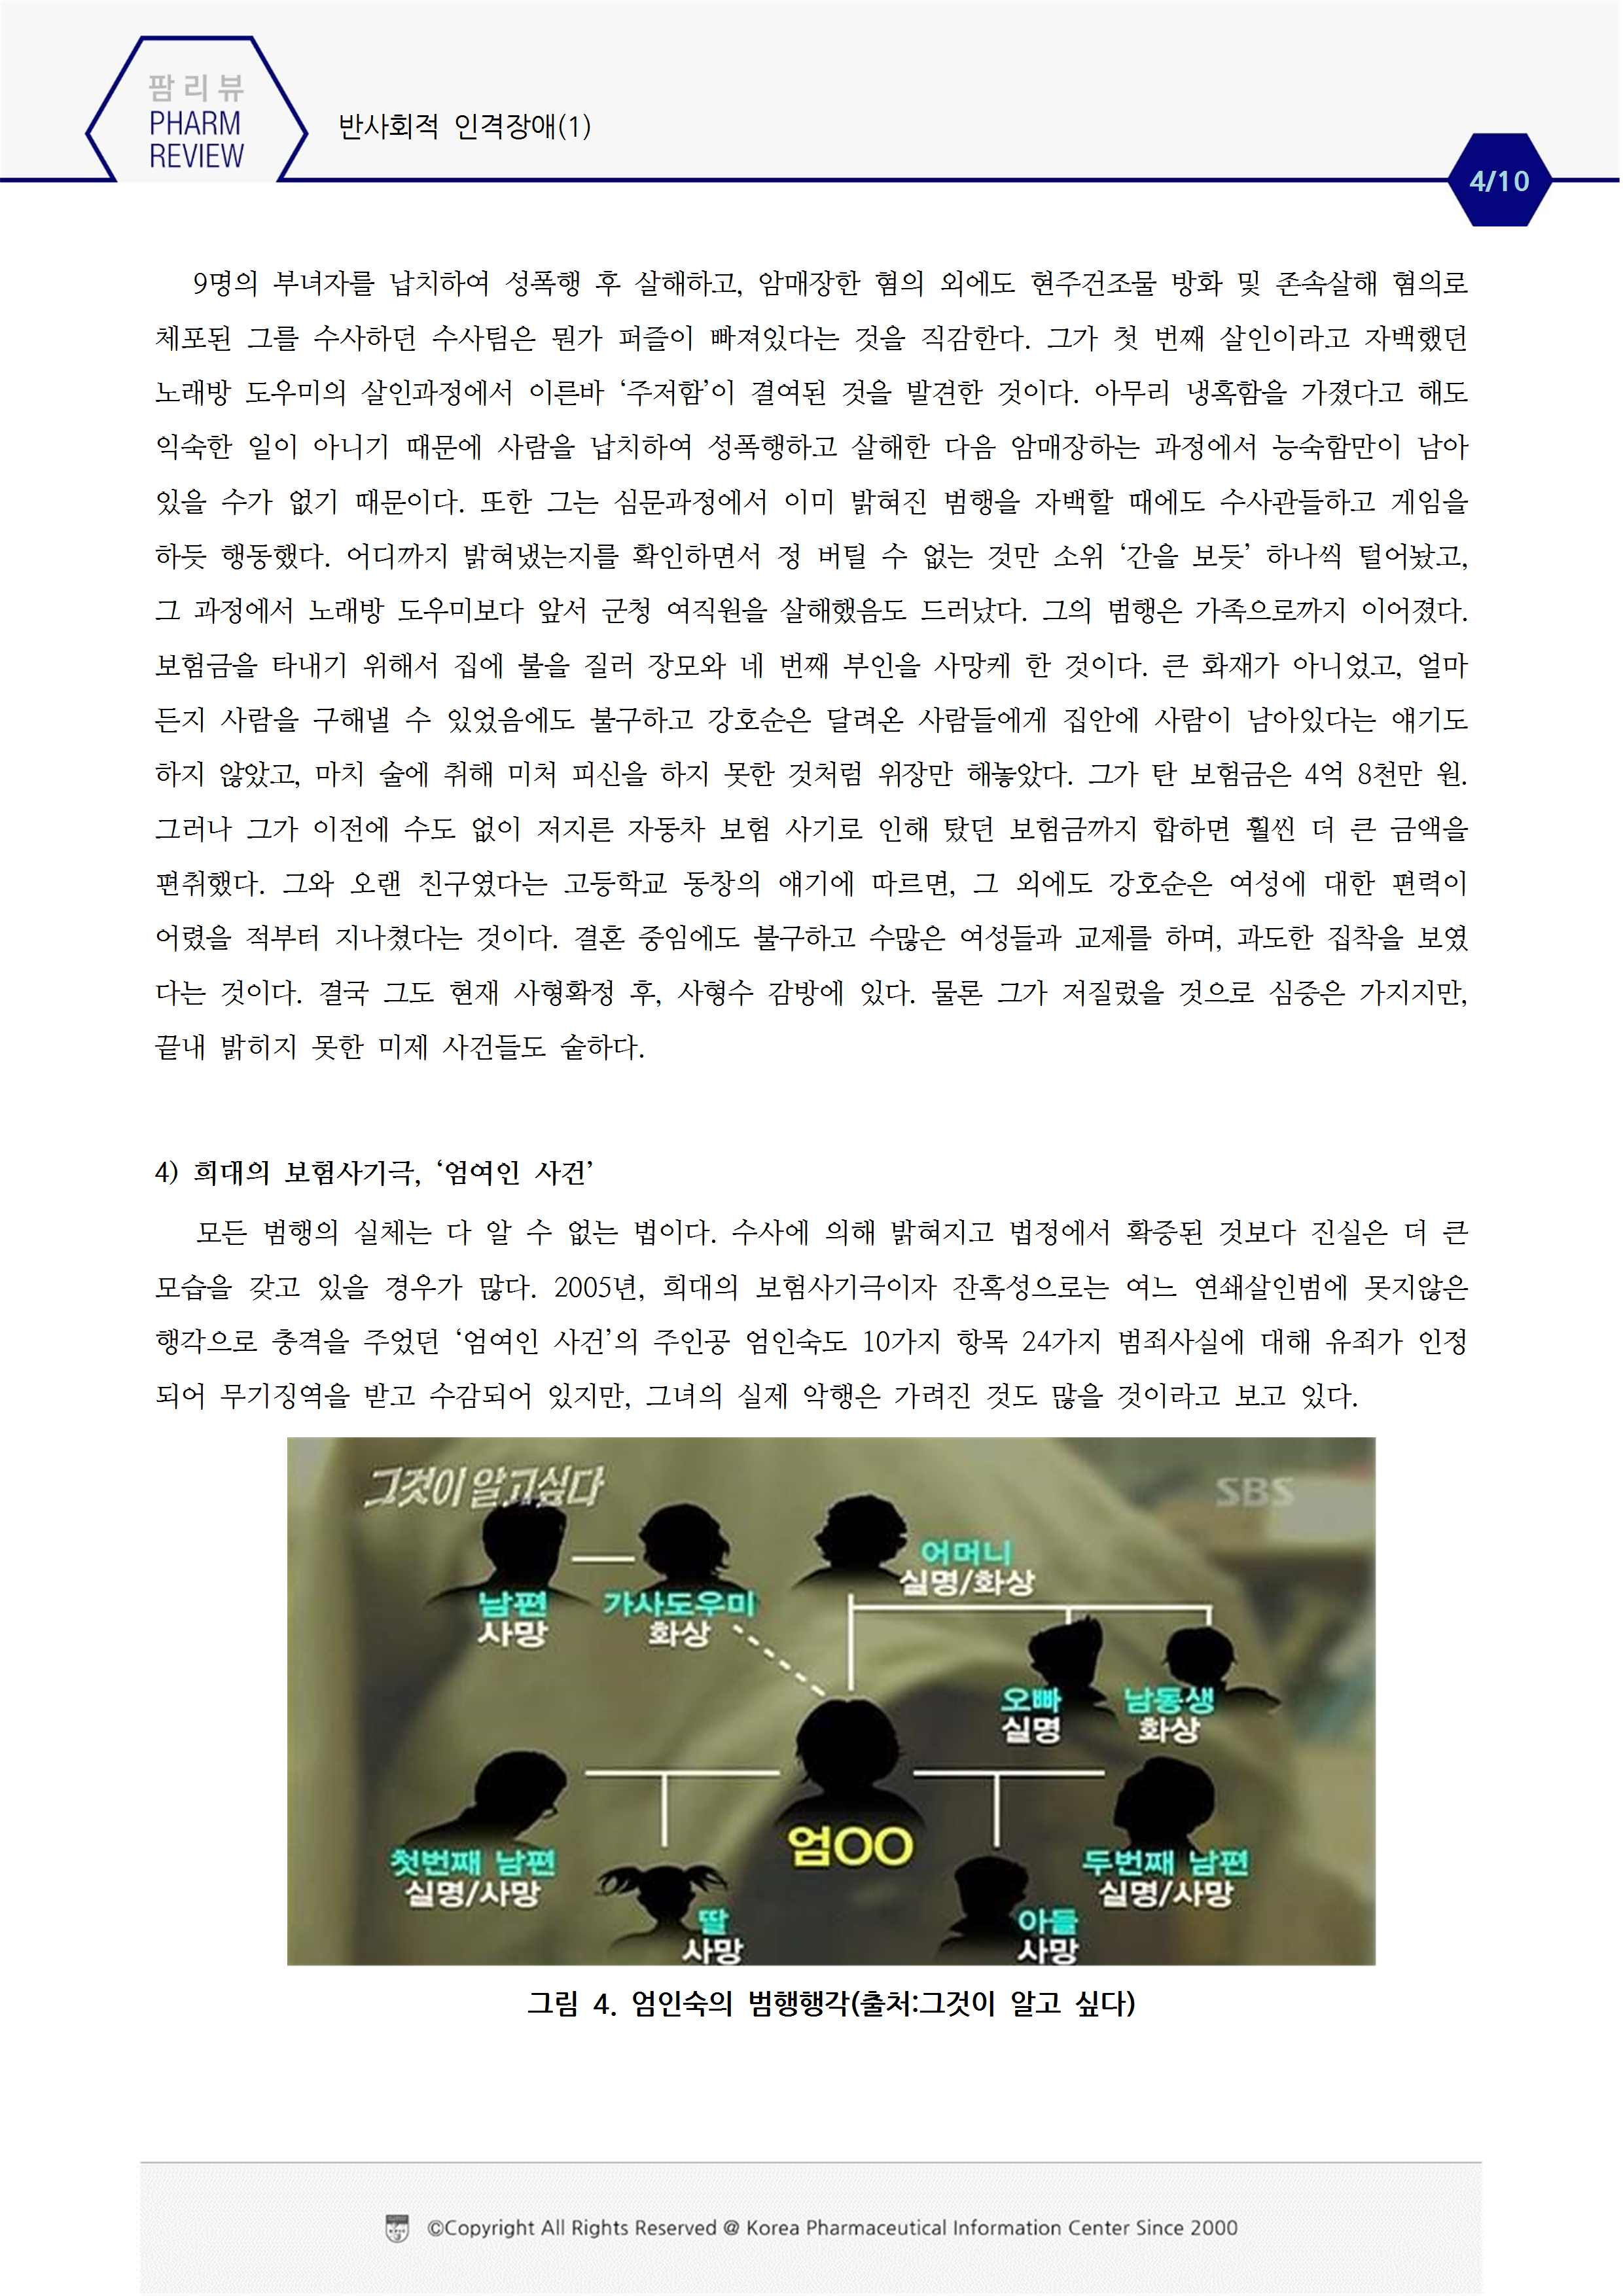 팜리뷰
PHARM
REVIEW
반사회적 인격장애(1)
4/10
9명의 부녀자를 납치하여 성폭행 후 살해하고, 암매장한 혐의 외에도 현주건조물 방화 및 존속살해 혐의로
체포된 그를 수사하던 수사팀은 뭔가 퍼즐이 빠져있다는 것을 직감한다. 그가 첫 번째 살인이라고 자백했던
노래방 도우미의 살인과정에서 이른바 ‘주저함’이 결여된 것을 발견한 것이다. 아무리 냉혹함을 가졌다고 해도
익숙한 일이 아니기 때문에 사람을 납치하여 성폭행하고 살해한 다음 암매장하는 과정에서 능숙함만이 남아
있을 수가 없기 때문이다. 또한 그는 심문과정에서 이미 밝혀진 범행을 자백할 때에도 수사관들하고 게임을
하듯 행동했다. 어디까지 밝혀냈는지를 확인하면서 정 버틸 수 없는 것만 소위 ‘간을 보듯’ 하나씩 털어놨고,
그 과정에서 노래방 도우미보다 앞서 군청 여직원을 살해했음도 드러났다. 그의 범행은 가족으로까지 이어졌다.
보험금을 타내기 위해서 집에 불을 질러 장모와 네 번째 부인을 사망케 한 것이다. 큰 화재가 아니었고, 얼마
든지 사람을 구해낼 수 있었음에도 불구하고 강호순은 달려온 사람들에게 집안에 사람이 남아있다는 얘기도
하지 않았고, 마치 술에 취해 미처 피신을 하지 못한 것처럼 위장만 해놓았다. 그가 탄 보험금은 4억 8천만 원.
그러나 그가 이전에 수도 없이 저지른 자동차 보험 사기로 인해 탔던 보험금까지 합하면 훨씬 더 큰 금액을
편취했다. 그와 오랜 친구였다는 고등학교 동창의 얘기에 따르면, 그 외에도 강호순은 여성에 대한 편력이
어렸을 적부터 지나쳤다는 것이다. 결혼 중임에도 불구하고 수많은 여성들과 교제를 하며, 과도한 집착을 보였
다는 것이다. 결국 그도 현재 사형확정 후, 사형수 감방에 있다. 물론 그가 저질렀을 것으로 심증은 가지지만,
끝내 밝히지 못한 미제 사건들도 숱하다.
4) 희대의 보험사기극, ‘엄여인 사건’
모든 범행의 실체는 다 알 수 없는 법이다. 수사에 의해 밝혀지고 법정에서 확증된 것보다 진실은 더 큰
모습을 갖고 있을 경우가 많다. 2005년, 희대의 보험사기극이자 잔혹성으로는 여느 연쇄살인범에 못지않은
행각으로 충격을 주었던 ‘엄여인 사건’의 주인공 엄인숙도 10가지 항목 24가지 범죄사실에 대해 유죄가 인정
되어 무기징역을 받고 수감되어 있지만, 그녀의 실제 악행은 가려진 것도 많을 것이라고 보고 있다.
그것이 알고싶다
SBS
어머니
실명/화상
남편
사망
가사도우미
화상
오빠
실명
남동생
화상
엄○○
첫번째 남편
실명/사망
두번째 남편
실명/사망
딸
사망
아들
사망
그림 4. 엄인숙의 범행행각(출처:그것이 알고 싶다)
©Copyright All Rights Reserved @ Korea Pharmaceutical Information Center Since 2000